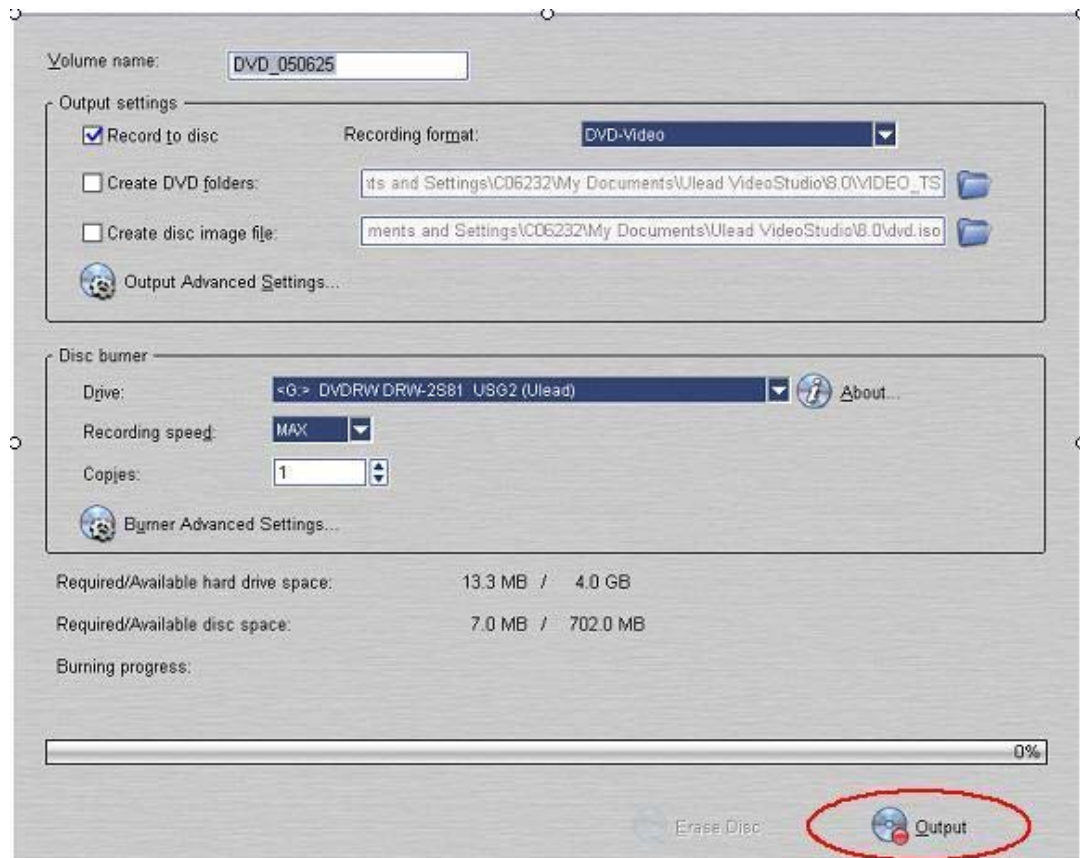 Volume name: DVD_050625
Output settings
Record to disc Recording format: DVD-Video
Create DVD folders: its and Settings\C06232\My Documents\Ulead VideoStudio\8.0\VIDEO_TS
Create disc image file: ments and Settings\C06232\My Documents\Ulead VideoStudio\8.0\dvd.iso
Output Advanced Settings...
Disc burner
Drive: <G:> DVDRW DRW-2S81 USG2 (Ulead) About...
Recording speed: MAX
Copies: 1
Burner Advanced Settings...
Required/Available hard drive space: 13.3 MB / 4.0 GB
Required/Available disc space: 7.0 MB / 702.0 MB
Burning progress:
0%
Erase Disc Output